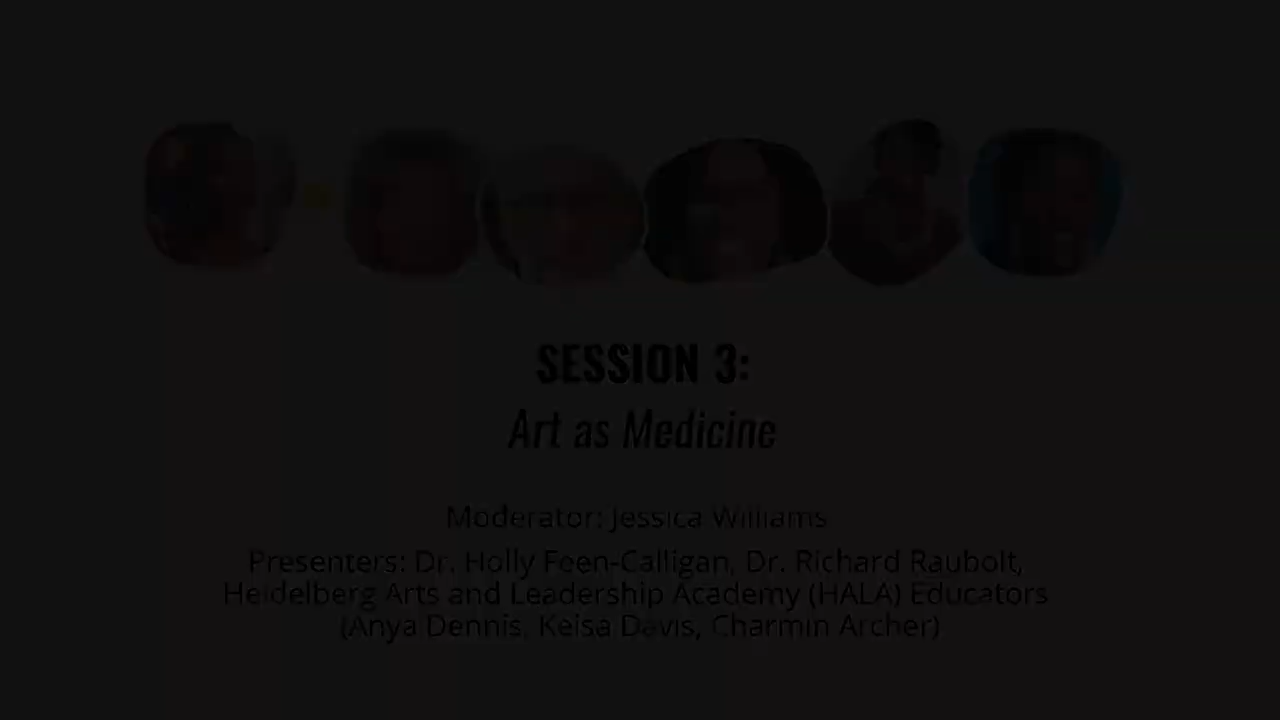 SESSION 3:
Art as Medicine
Moderator: Jessica Williams
Presenters: Dr. Holly Feen-Calligan, Dr. Richard Raubolt,
Heidelberg Arts and Leadership Academy (HALA) Educators
(Anya Dennis, Keisa Davis, Charmin Archer)